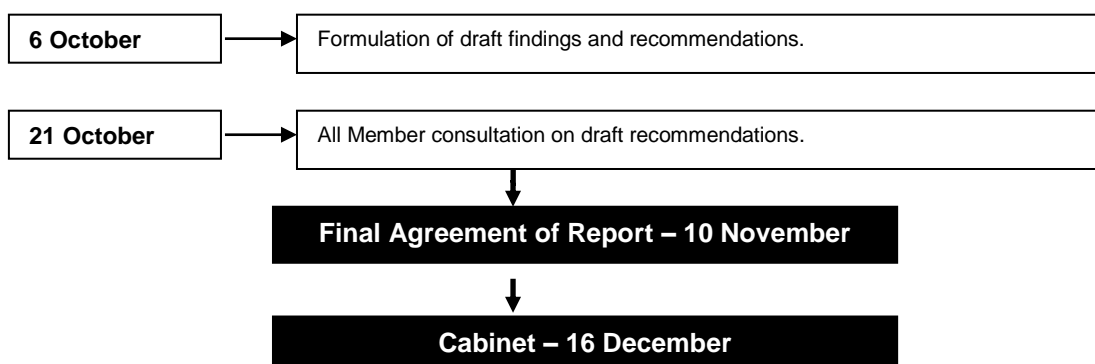 6 October
Formulation of draft findings and recommendations.
21 October
All Member consultation on draft recommendations.
Final Agreement of Report – 10 November
Cabinet – 16 December